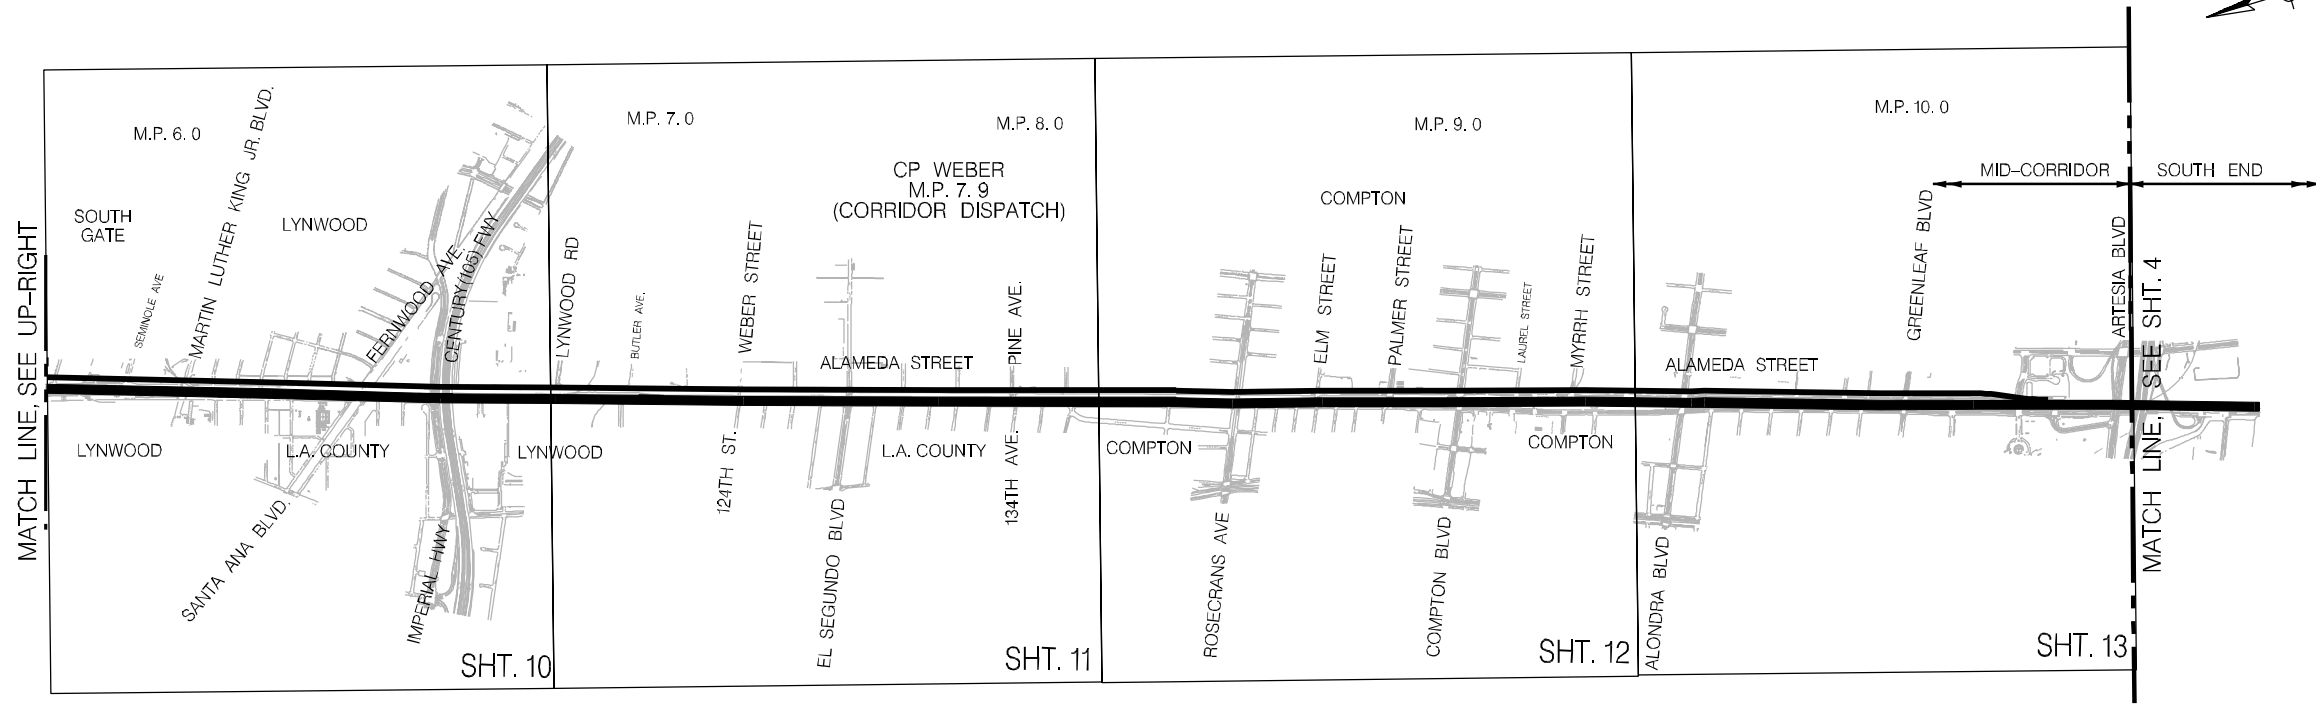 MATCH LINE, SEE UP-RIGHT
M.P. 6.0
SOUTH
GATE
SEMINOLE AVE
MARTIN LUTHER KING JR. BLVD.
LYNWOOD
FERNWOOD AVE.
CENTURY (105) FWY
LYNWOOD
L.A. COUNTY
SANTA ANA BLVD.
IMPERIAL HWY
LYNWOOD
SHT. 10
M.P. 7.0
M.P. 8.0
CP WEBER
M.P. 7.9
(CORRIDOR DISPATCH)
LYNWOOD RD
BUTLER AVE.
WEBER STREET
ALAMEDA STREET
PINE AVE.
124TH ST.
EL SEGUNDO BLVD
L.A. COUNTY
134TH AVE.
SHT. 11
M.P. 9.0
COMPTON
ELM STREET
PALMER STREET
LAUREL STREET
MYRRH STREET
COMPTON
COMPTON
ROSECRANS AVE
COMPTON BLVD
SHT. 12
M.P. 10.0
MID-CORRIDOR
SOUTH END
GREENLEAF BLVD
ARTESIA BLVD
ALAMEDA STREET
ALONDRA BLVD
SHT. 13
MATCH LINE, SEE SHT. 4